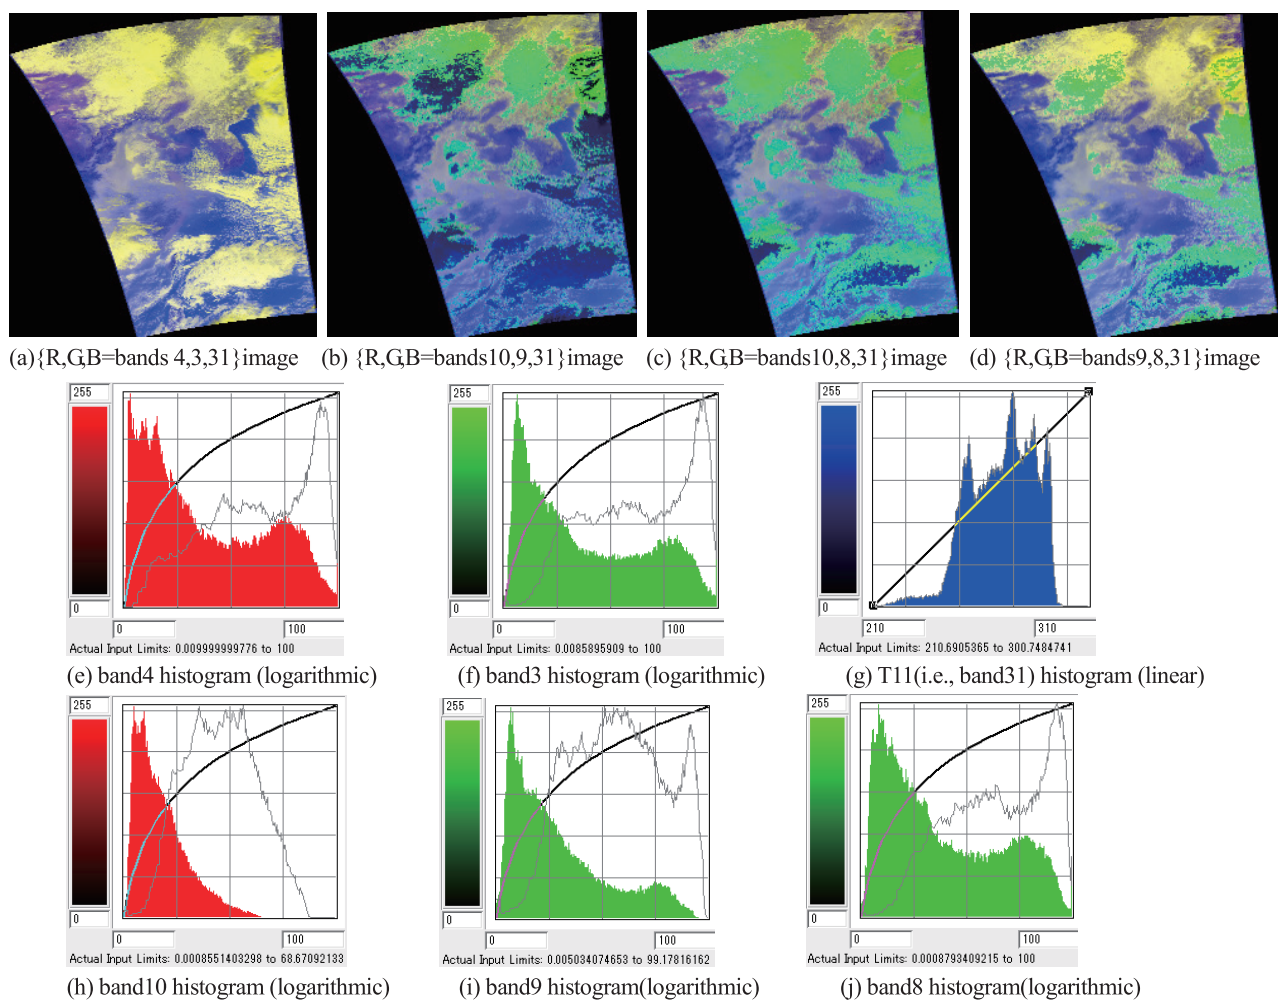 (a){R,G,B=bands 4,3,31}image
(b) {R,G,B=bands10,9,31}image
(c) {R,G,B=bands10,8,31}image
(d) {R,G,B=bands9,8,31}image
255
0
0
100
Actual Input Limits: 0.009999999776 to 100
255
0
0
100
Actual Input Limits: 0.0085895909 to 100
255
0
210
310
Actual Input Limits: 210.6905365 to 300.7484741
(e) band4 histogram (logarithmic)
(f) band3 histogram (logarithmic)
(g) T11(i.e., band31) histogram (linear)
255
0
0
100
Actual Input Limits: 0.0008551403298 to 68.67092133
255
0
0
100
Actual Input Limits: 0.005034074653 to 99.17816162
255
0
0
100
Actual Input Limits: 0.0008793409215 to 100
(h) band10 histogram (logarithmic)
(i) band9 histogram(logarithmic)
(j) band8 histogram(logarithmic)